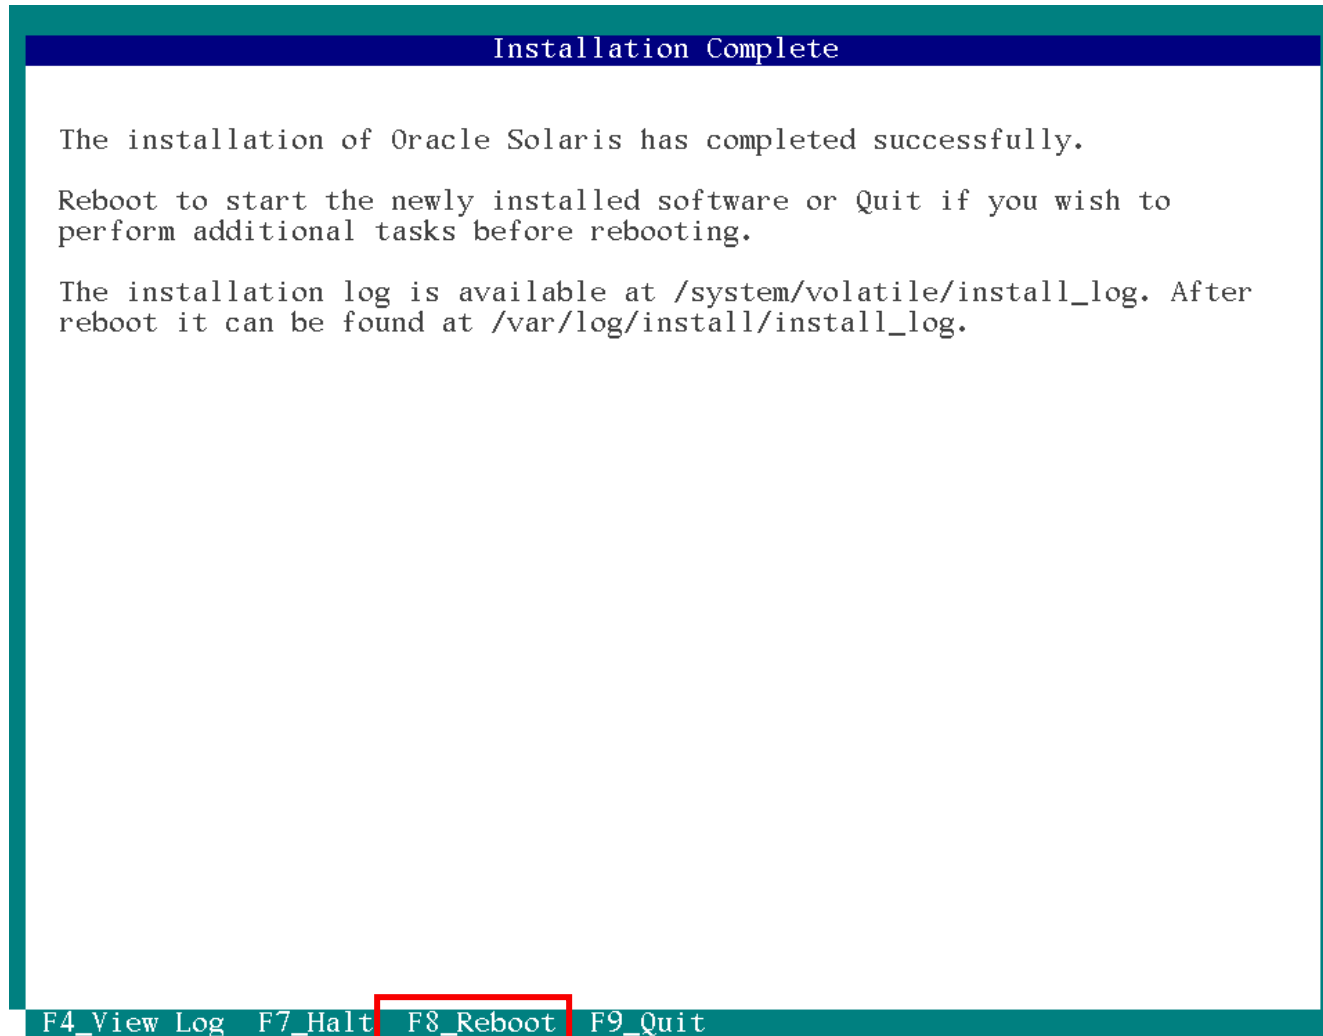 Installation Complete
The installation of Oracle Solaris has completed successfully.
Reboot to start the newly installed software or Quit if you wish to
perform additional tasks before rebooting.
The installation log is available at /system/volatile/install_log. After
reboot it can be found at /var/log/install/install_log.
F4_View Log F7_Halt F8_Reboot F9_Quit